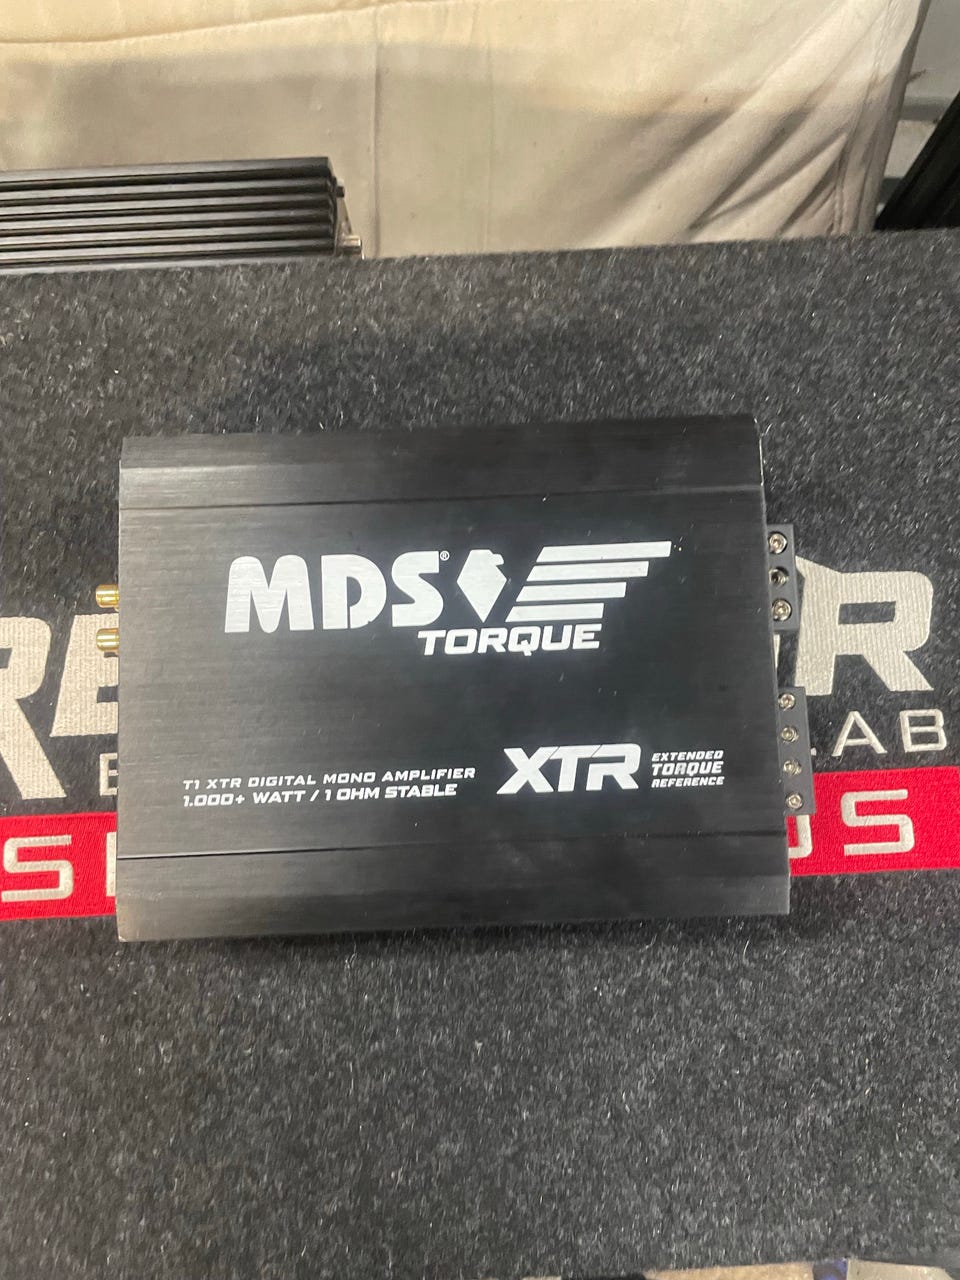 MDS®
TORQUE
T1 XTR DIGITAL MONO AMPLIFIER
1.000+ WATT / 1 OHM STABLE
XTR
EXTENDED
TORQUE
REFERENCE